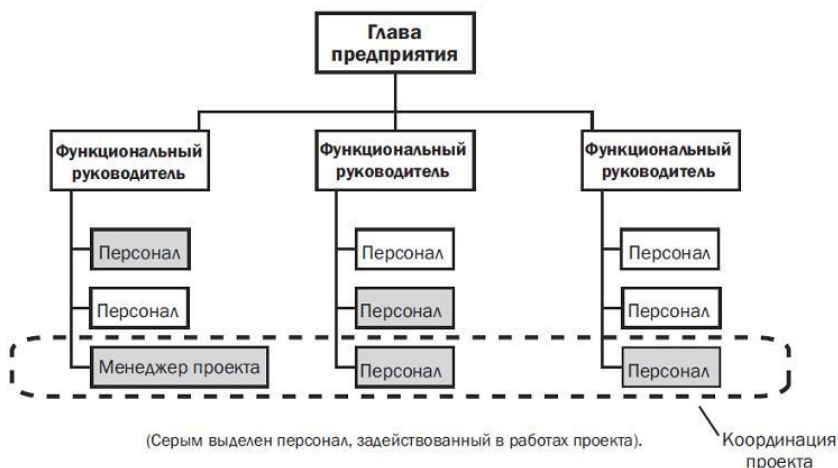 Глава
предприятия
Функциональный
руководитель
Функциональный
руководитель
Функциональный
руководитель
Персонал
Персонал
Персонал
Персонал
Персонал
Персонал
Менеджер проекта
Персонал
Персонал
(Серым выделен персонал, задействованный в работах проекта).
Координация
проекта